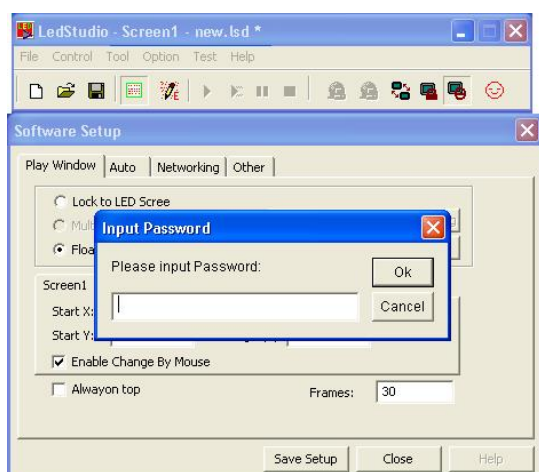 LedStudio - Screen1 - new.lsd *
File Control Tool Option Test Help
Software Setup
Play Window Auto Networking Other
Lock to LED Scree
Input Password
Please input Password:
Ok
Cancel
Screen1
Start X:
Start Y:
Enable Change By Mouse
Alwayon top
Frames: 30
Save Setup Close Help